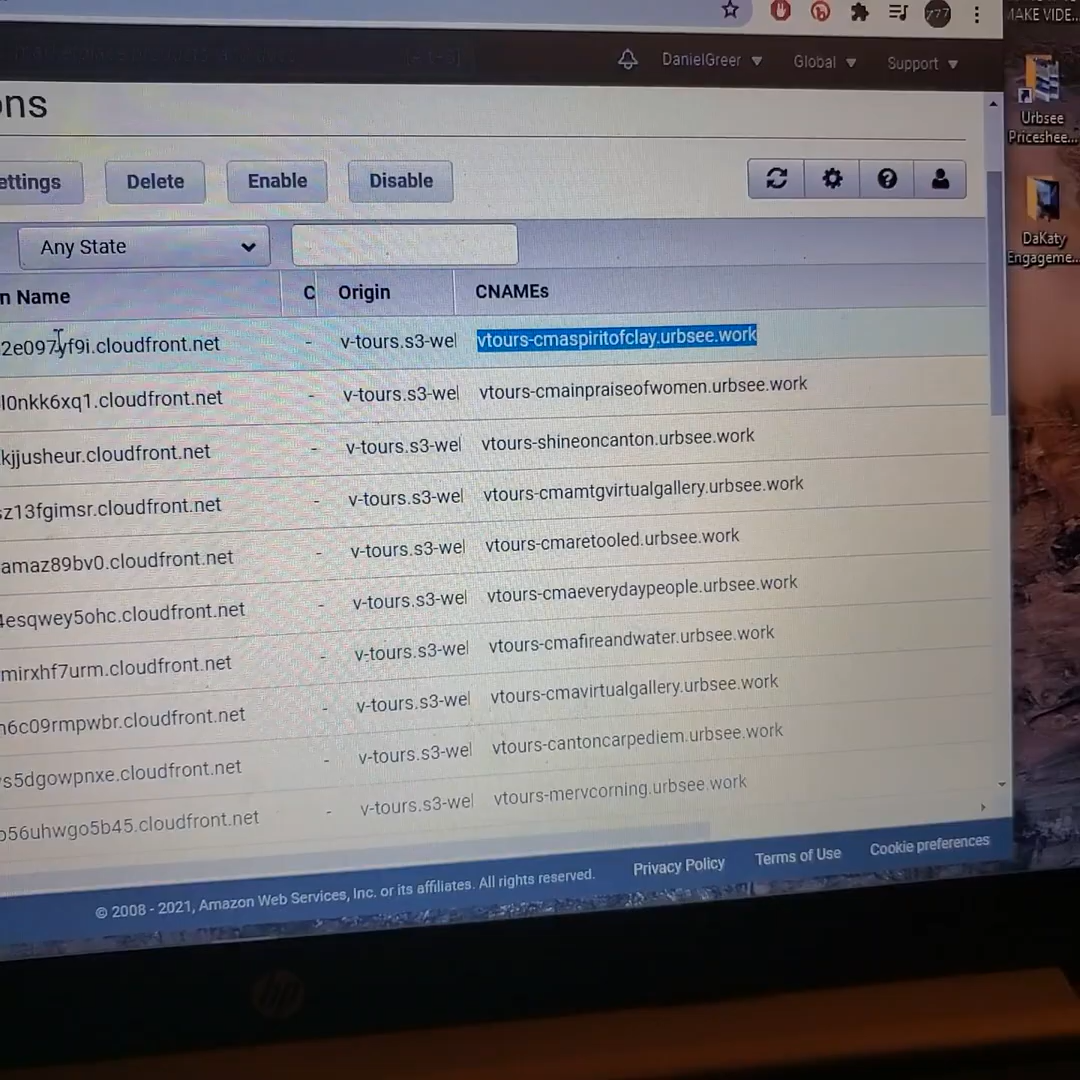 MAKE VIDE...
DanielGreer Global Support
ons
ettings Delete Enable Disable
Any State
n Name C Origin CNAMEs
2e097yf9i.cloudfront.net - v-tours.s3-wel vtours-cmaspiritofclay.urbsee.work
l0nkk6xq1.cloudfront.net - v-tours.s3-wel vtours-cmainpraiseofwomen.urbsee.work
kjjusheur.cloudfront.net - v-tours.s3-wel vtours-shineoncanton.urbsee.work
sz13fgimsr.cloudfront.net - v-tours.s3-wel vtours-cmamtgvirtualgallery.urbsee.work
amaz89bv0.cloudfront.net - v-tours.s3-wel vtours-cmaretooled.urbsee.work
4esqwey5ohc.cloudfront.net - v-tours.s3-wel vtours-cmaeverydaypeople.urbsee.work
mirxhf7urm.cloudfront.net - v-tours.s3-wel vtours-cmafireandwater.urbsee.work
n6c09rmpwbr.cloudfront.net - v-tours.s3-wel vtours-cmavirtualgallery.urbsee.work
s5dgowpnxe.cloudfront.net - v-tours.s3-wel vtours-cantoncarpediem.urbsee.work
o56uhwgo5b45.cloudfront.net - v-tours.s3-wel vtours-mervcorning.urbsee.work
© 2008 - 2021, Amazon Web Services, Inc. or its affiliates. All rights reserved. Privacy Policy Terms of Use Cookie preferences
Urbsee
Priceshee...
DaKaty
Engageme...
hp